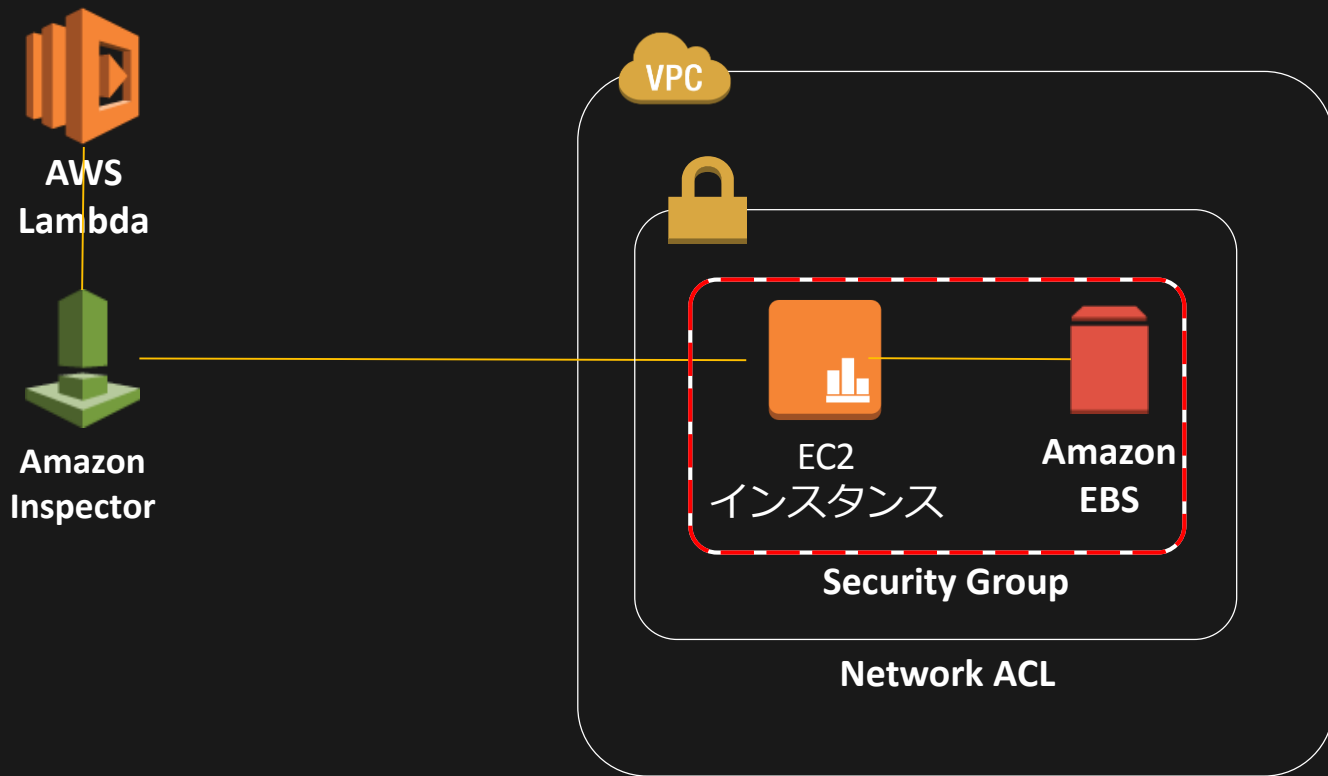 VPC
AWS
Lambda
Amazon
Inspector
EC2
インスタンス
Amazon
EBS
Security Group
Network ACL